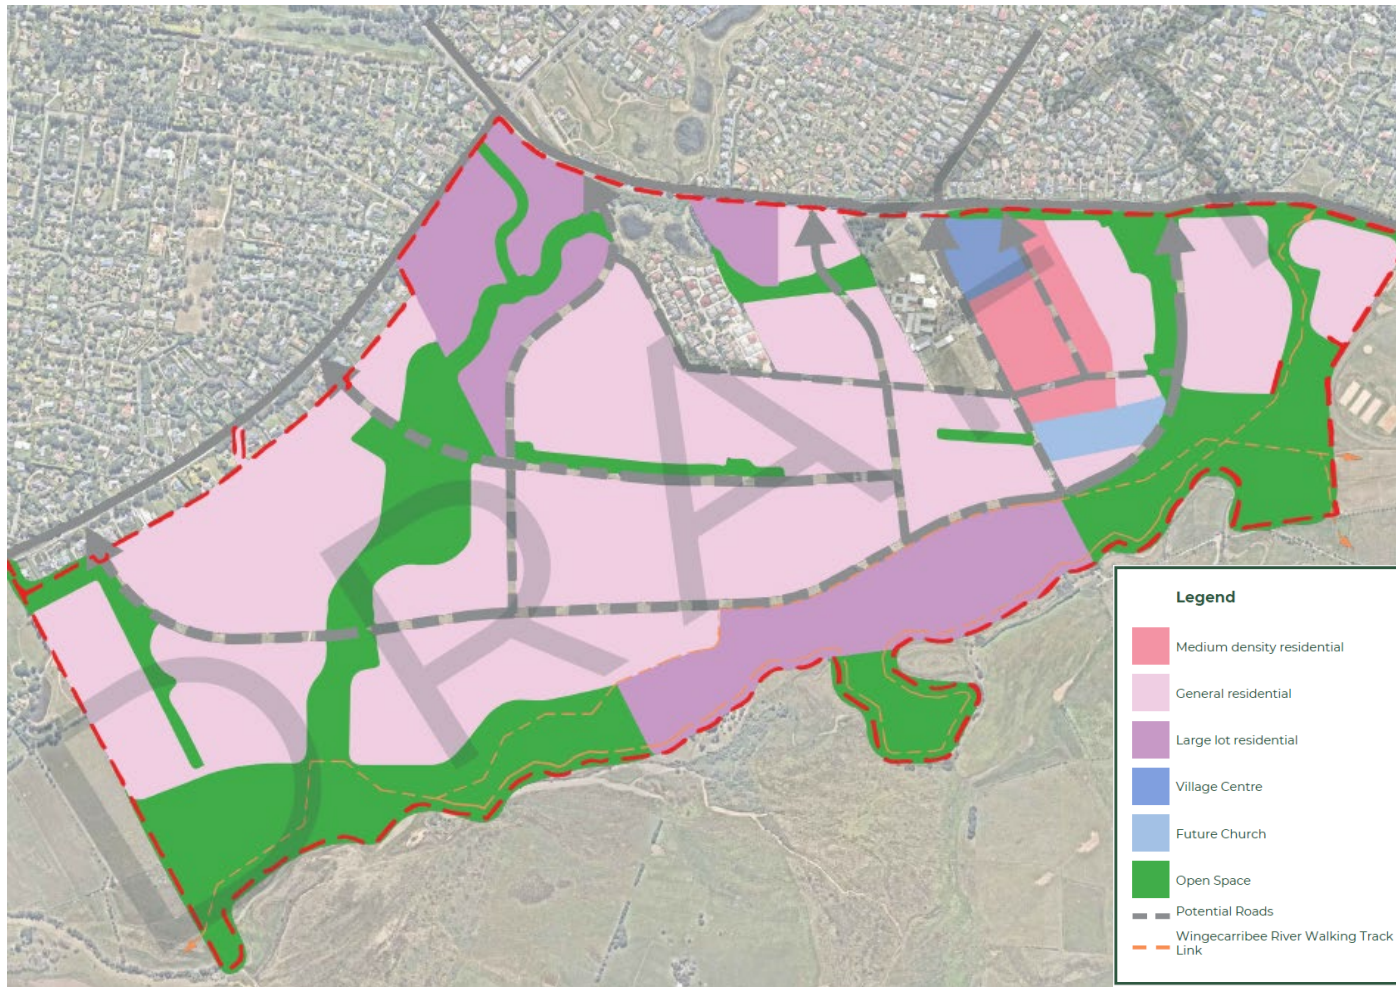 DRAFT
Legend
Medium density residential
General residential
Large lot residential
Village Centre
Future Church
Open Space
Potential Roads
Wingecarribee River Walking Track
Link